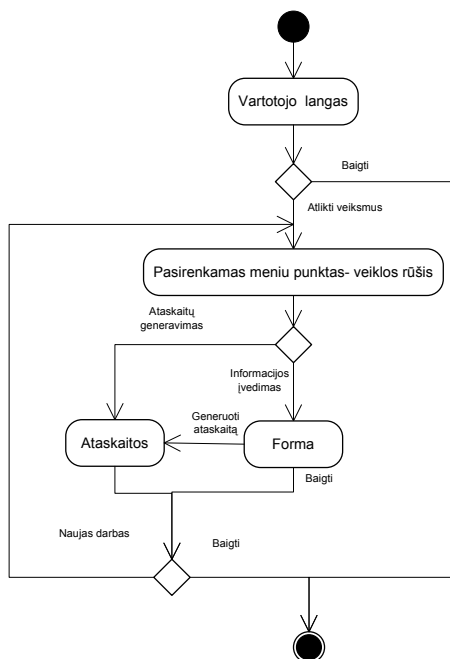 Vartotojo langas
Baigti
Atlikti veiksmus
Pasirenkamas meniu punktas- veiklos rūšis
Ataskaitų
generavimas
Informacijos
įvedimas
Generuoti
ataskaitą
Ataskaitos
Forma
Baigti
Naujas darbas
Baigti